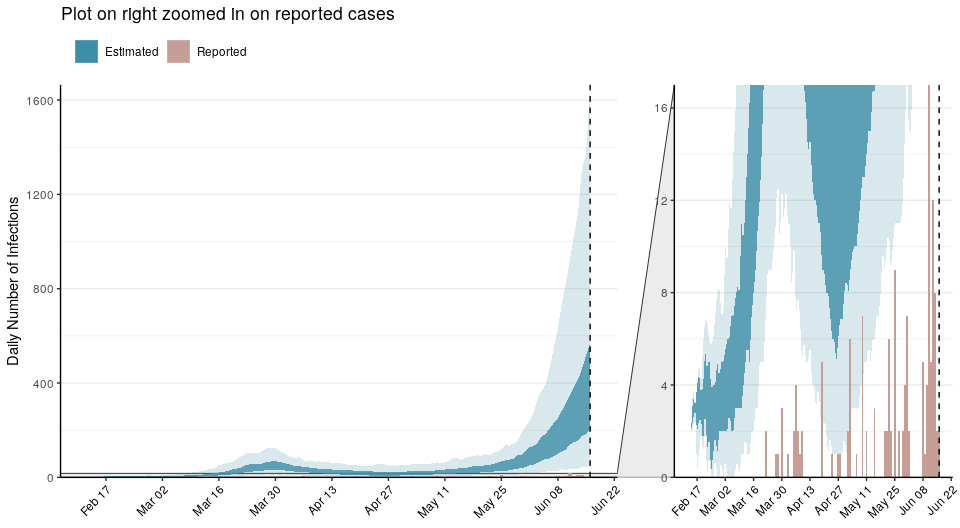 Plot on right zoomed in on reported cases
Estimated
Reported
Daily Number of Infections
1600
1200
800
400
0
Feb 17
Mar 02
Mar 16
Mar 30
Apr 13
Apr 27
May 11
May 25
Jun 08
Jun 22
16
12
8
4
0
Feb 17
Mar 02
Mar 16
Mar 30
Apr 13
Apr 27
May 11
May 25
Jun 08
Jun 22